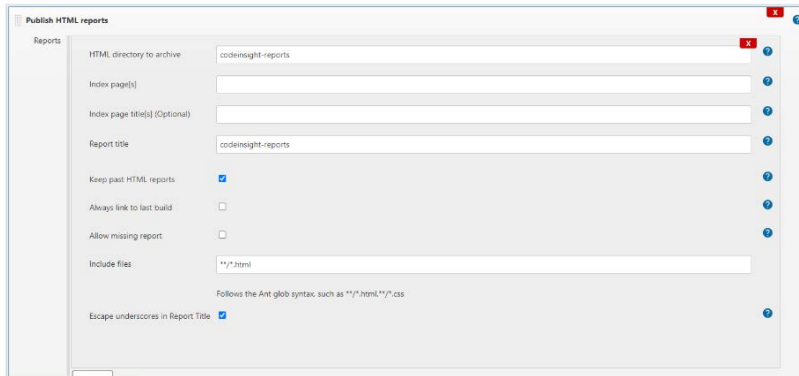 Publish HTML reports
X
?
Reports
X
HTML directory to archive
codeinsight-reports
?
Index page[s]
?
Index page title[s] (Optional)
?
Report title
codeinsight-reports
?
Keep past HTML reports
?
Always link to last build
?
Allow missing report
?
Include files
**/*.html
Follows the Ant glob syntax, such as **/*.html,**/*.css
Escape underscores in Report Title
?